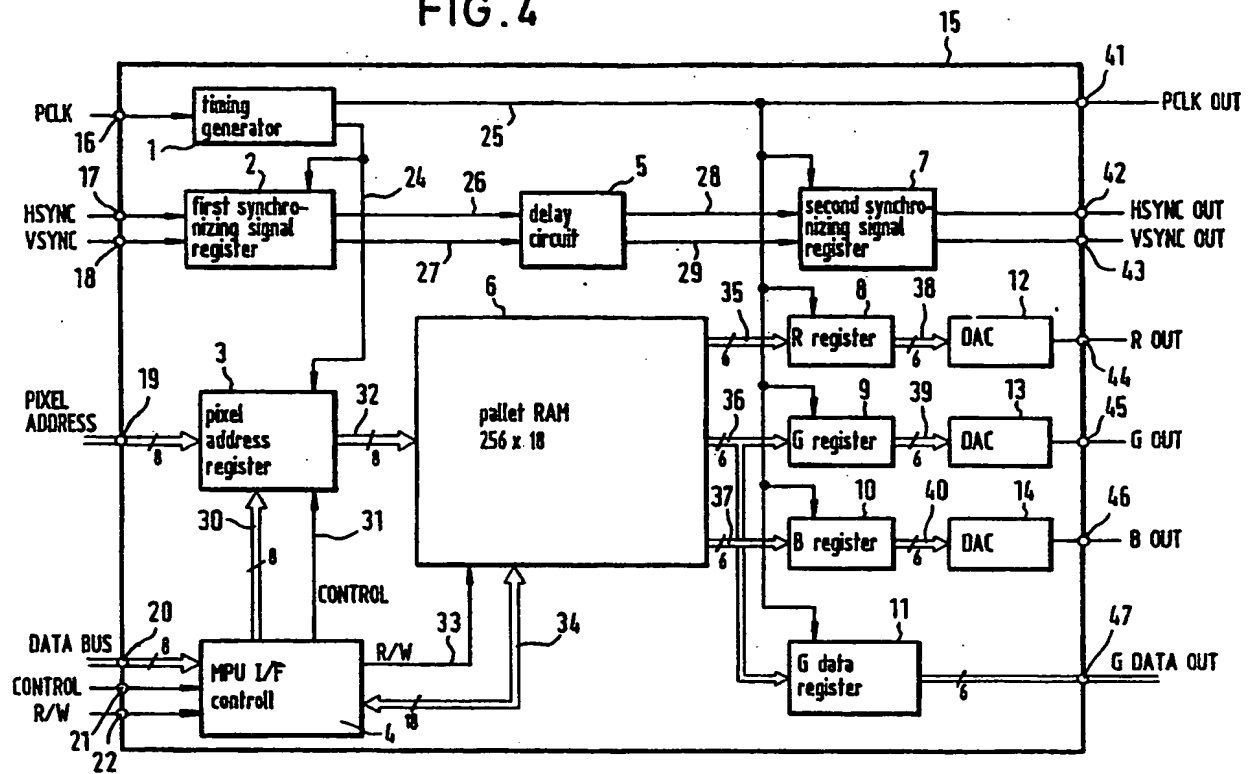 FIG.4
15
41
PCLK
16
timing
generator
1
25
PCLK OUT
17
2
24
26
5
28
7
42
HSYNC
VSYNC
18
first synchro-
nizing signal
register
27
delay
circuit
29
second synchro-
nizing signal
register
HSYNC OUT
VSYNC OUT
43
6
35
6
8
R register
38
6
12
DAC
R OUT
44
PIXEL
ADDRESS
19
8
3
pixel
address
register
32
8
pallet RAM
256 x 18
36
6
9
G register
39
6
13
DAC
45
G OUT
30
8
31
CONTROL
37
6
10
B register
40
6
14
DAC
46
B OUT
DATA BUS
20
8
CONTROL
R/W
21
22
MPU I/F
controll
4
R/W
33
34
18
11
G data
register
6
47
G DATA OUT